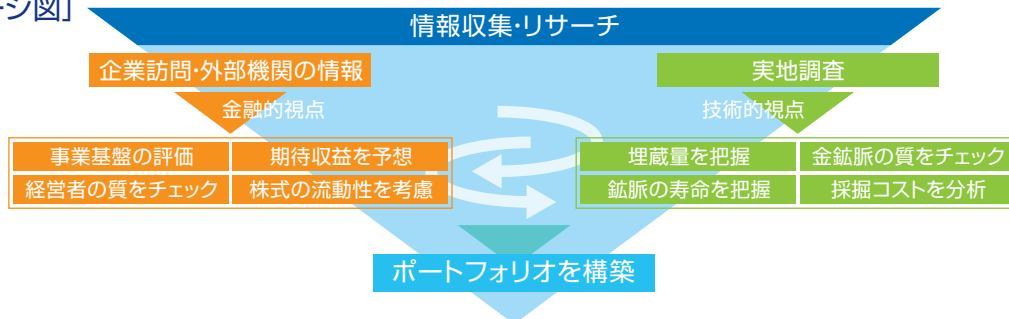 ージ図」
情報収集・リサーチ
企業訪問・外部機関の情報
金融的視点
事業基盤の評価
期待収益を予想
経営者の質をチェック
株式の流動性を考慮
実地調査
技術的視点
埋蔵量を把握
金鉱脈の質をチェック
鉱脈の寿命を把握
採掘コストを分析
ポートフォリオを構築